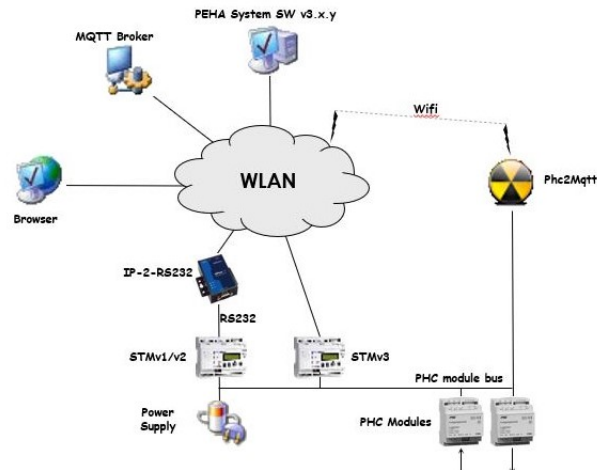 PEHA System SW v3.x.y
MQTT Broker
Wifi
WLAN
Phc2Mqtt
Browser
IP-2-RS232
RS232
STMv1/v2
STMv3
PHC module bus
Power
Supply
PHC Modules